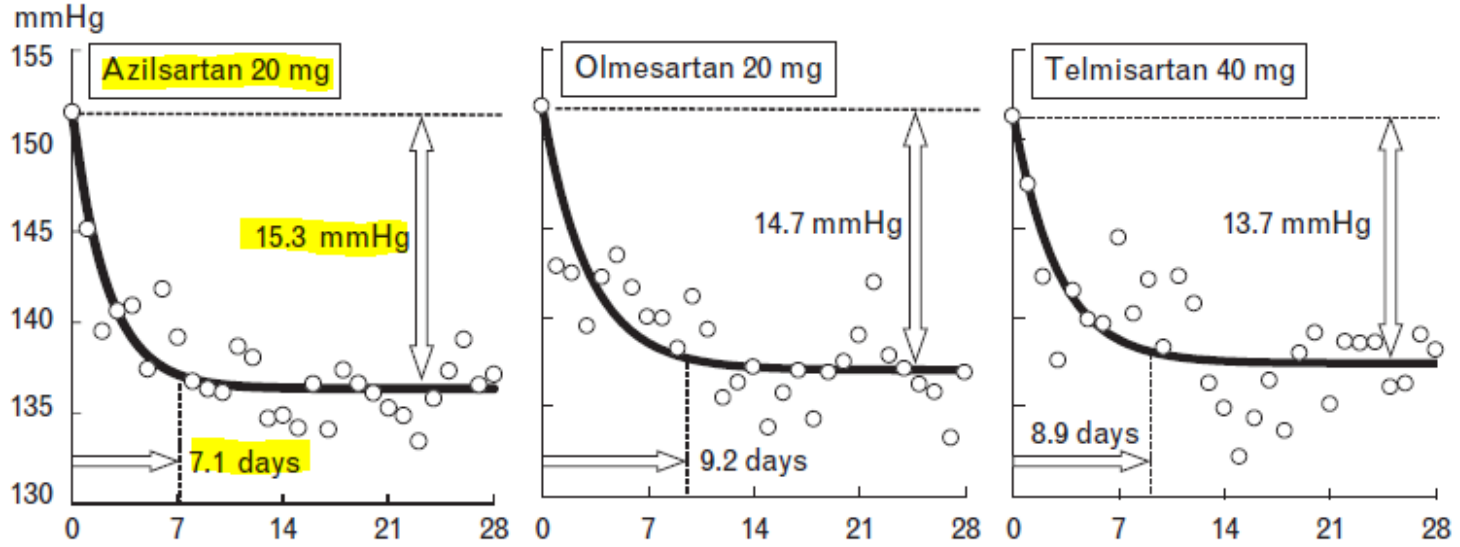 mmHg
155
150
145
140
135
130
Azilsartan 20 mg
15.3 mmHg
7.1 days
0 7 14 21 28
Olmesartan 20 mg
14.7 mmHg
9.2 days
0 7 14 21 28
Telmisartan 40 mg
13.7 mmHg
8.9 days
0 7 14 21 28